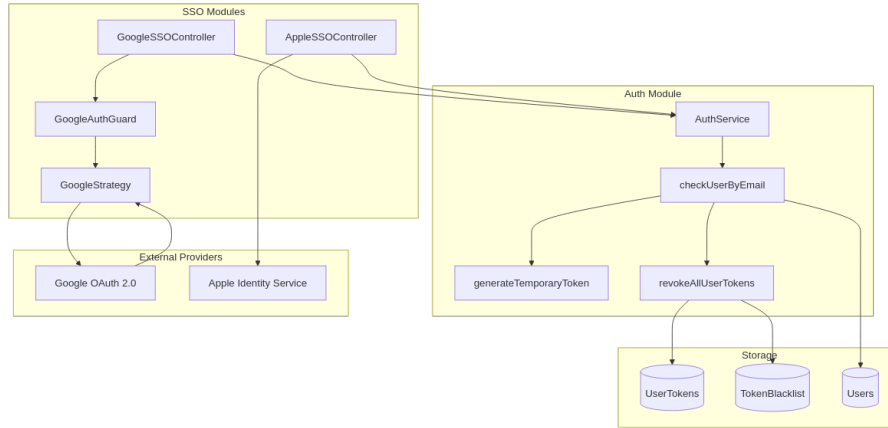 SSO Modules
GoogleSSOController
AppleSSOController
GoogleAuthGuard
GoogleStrategy
External Providers
Google OAuth 2.0
Apple Identity Service
Auth Module
AuthService
checkUserByEmail
generateTemporaryToken
revokeAllUserTokens
Storage
UserTokens
TokenBlacklist
Users